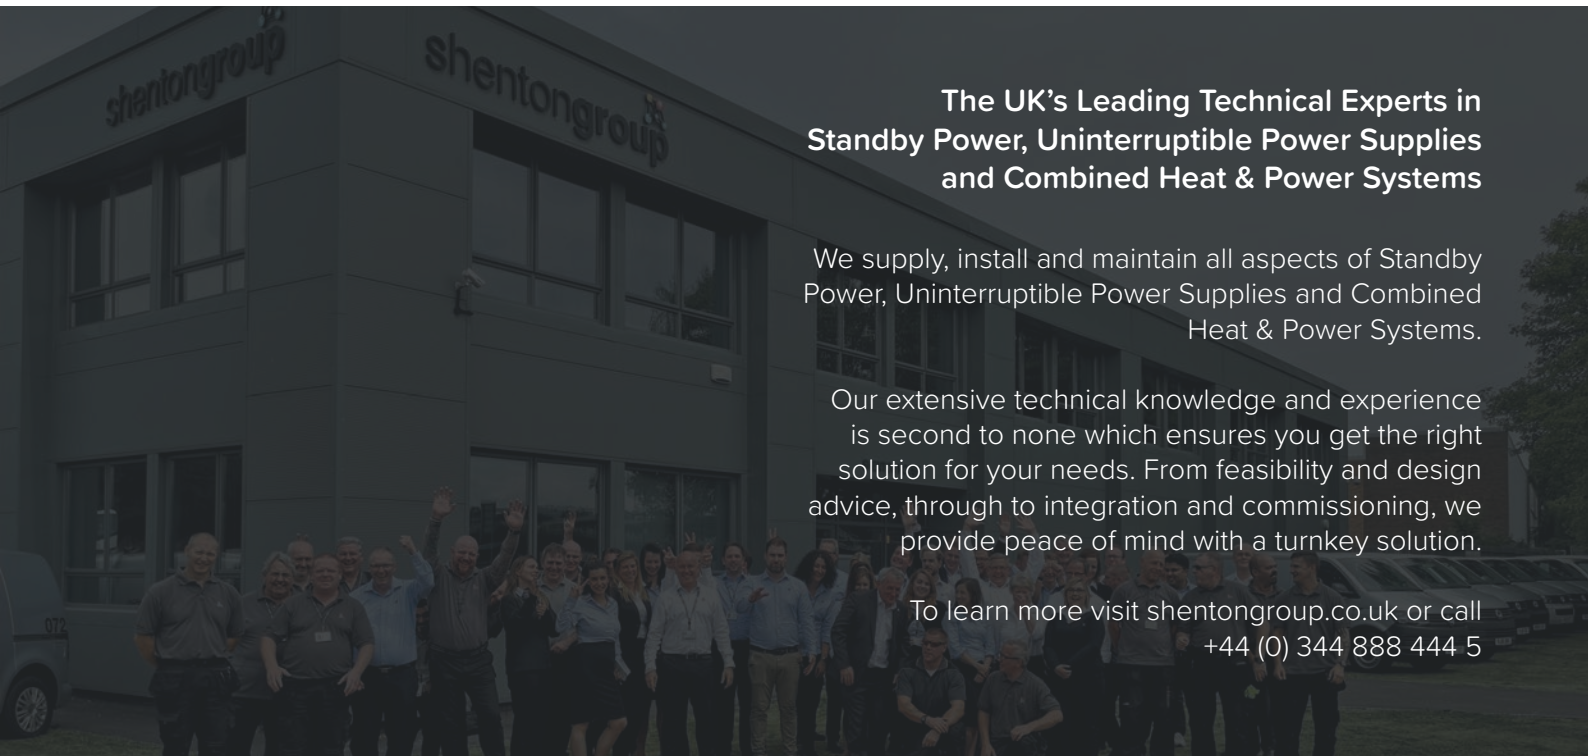 shentongroup
shentongroup
The UK’s Leading Technical Experts in
Standby Power, Uninterruptible Power Supplies
and Combined Heat & Power Systems
We supply, install and maintain all aspects of Standby
Power, Uninterruptible Power Supplies and Combined
Heat & Power Systems.
Our extensive technical knowledge and experience
is second to none which ensures you get the right
solution for your needs. From feasibility and design
advice, through to integration and commissioning, we
provide peace of mind with a turnkey solution.
To learn more visit shentongroup.co.uk or call
+44 (0) 344 888 444 5
072